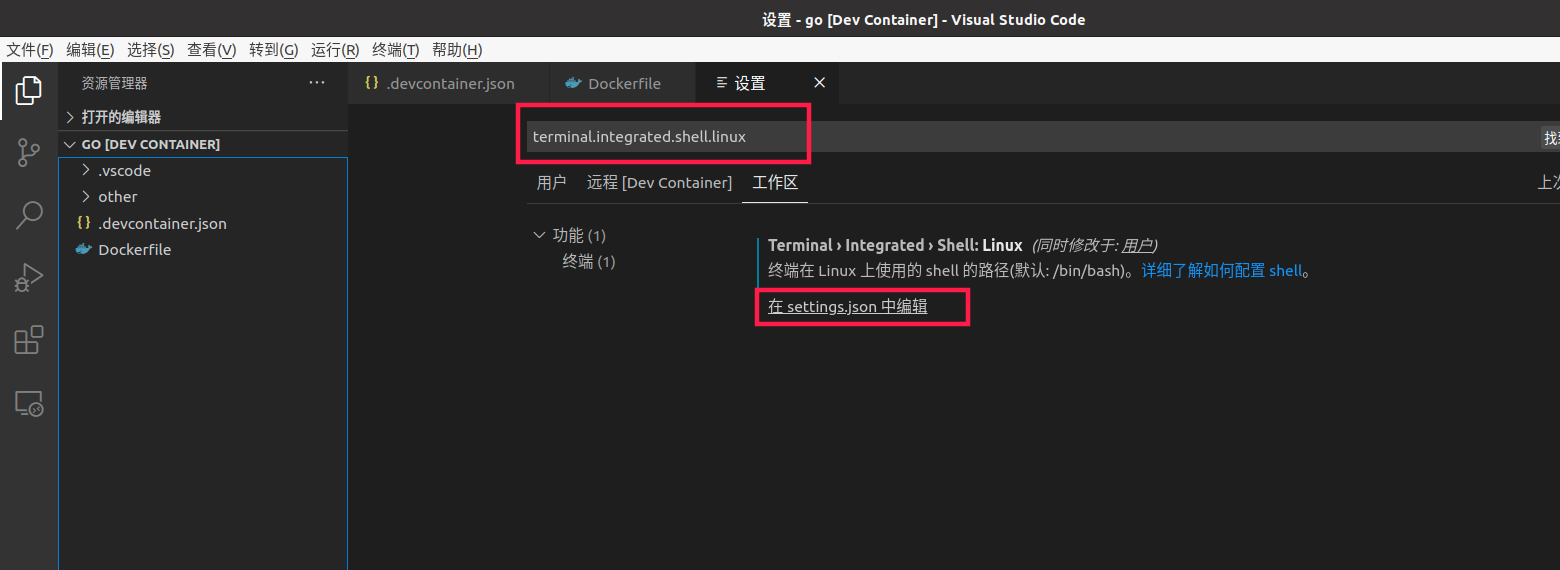 设置 - go [Dev Container] - Visual Studio Code
文件(F) 编辑(E) 选择(S) 查看(V) 转到(G) 运行(R) 终端(T) 帮助(H)
资源管理器 ···
{} .devcontainer.json Dockerfile 设置 ×
打开的编辑器
terminal.integrated.shell.linux
GO [DEV CONTAINER]
.vscode
other
{} .devcontainer.json
Dockerfile
用户 远程 [Dev Container] 工作区 上次
功能 (1)
终端 (1)
Terminal › Integrated › Shell: Linux (同时修改于: 用户)
终端在 Linux 上使用的 shell 的路径(默认: /bin/bash)。详细了解如何配置 shell。
在 settings.json 中编辑